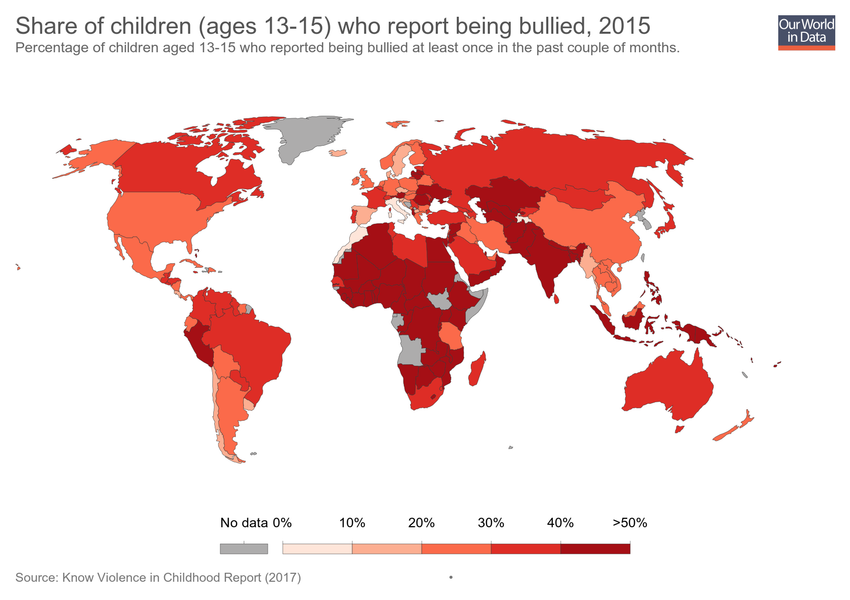 Share of children (ages 13-15) who report being bullied, 2015
Percentage of children aged 13-15 who reported being bullied at least once in the past couple of months.
Our World
in Data
No data 0% 10% 20% 30% 40% >50%
Source: Know Violence in Childhood Report (2017) •